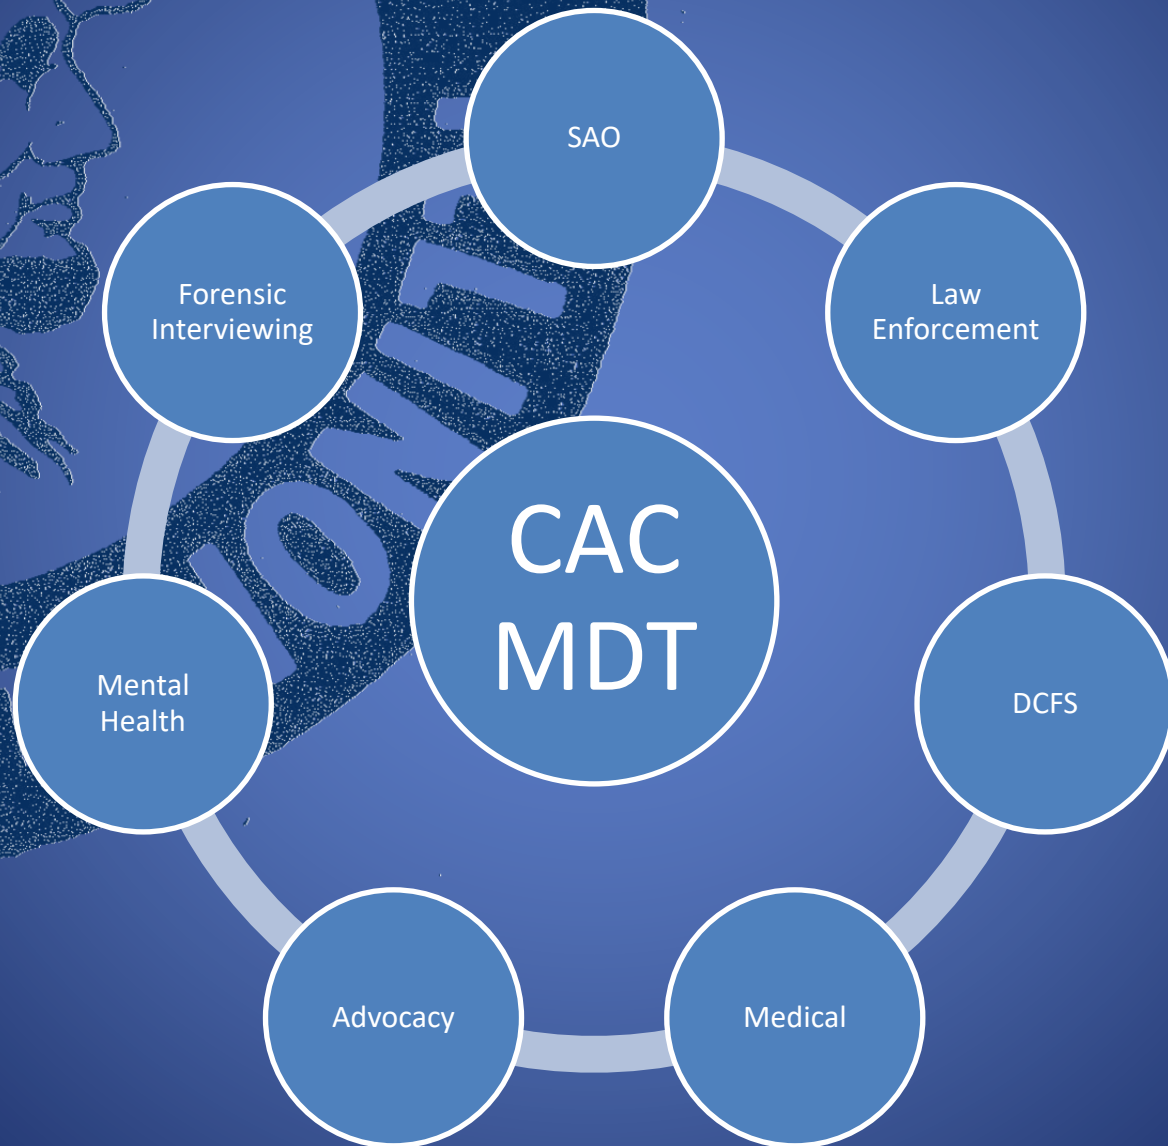 SAO
Law
Enforcement
DCFS
Medical
Advocacy
Mental
Health
Forensic
Interviewing
CAC
MDT